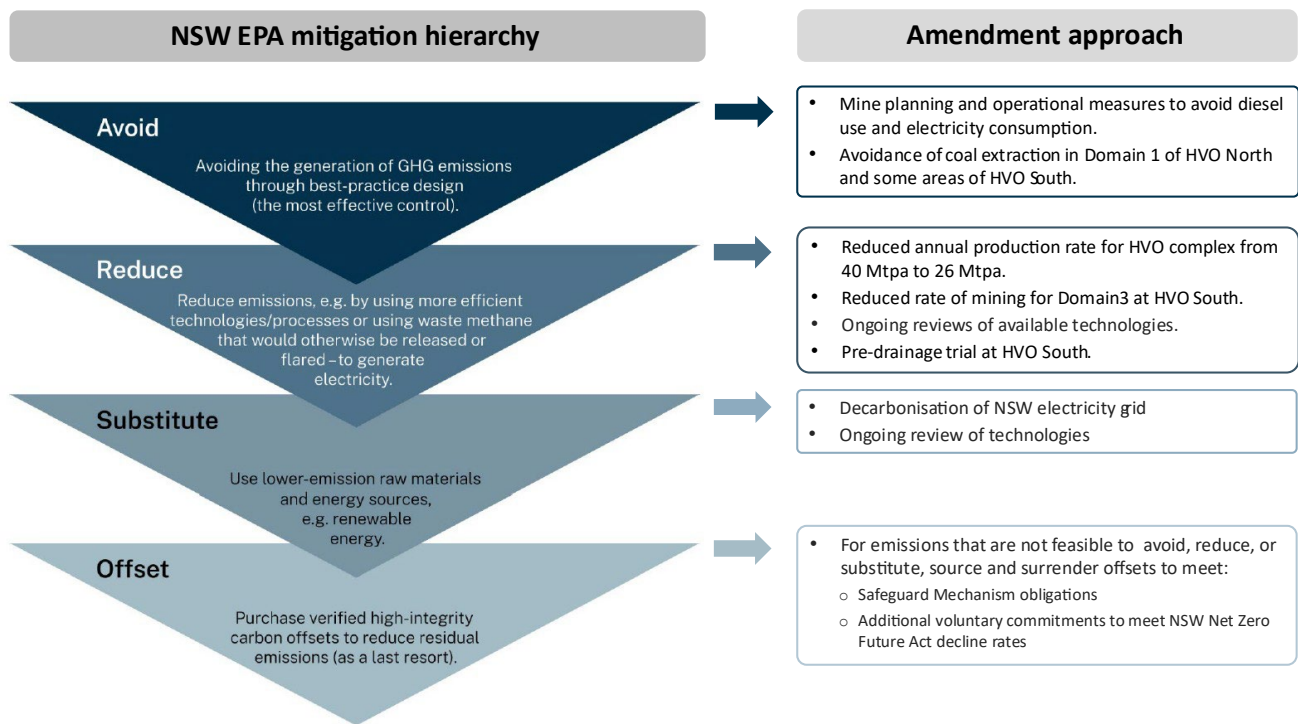 NSW EPA mitigation hierarchy
Amendment approach
Avoid
Avoiding the generation of GHG emissions
through best-practice design
(the most effective control).
• Mine planning and operational measures to avoid diesel
use and electricity consumption.
• Avoidance of coal extraction in Domain 1 of HVO North
and some areas of HVO South.
Reduce
Reduce emissions, e.g. by using more efficient
technologies/processes or using waste methane
that would otherwise be released or
flared – to generate
electricity.
• Reduced annual production rate for HVO complex from
40 Mtpa to 26 Mtpa.
• Reduced rate of mining for Domain3 at HVO South.
• Ongoing reviews of available technologies.
• Pre-drainage trial at HVO South.
Substitute
Use lower-emission raw materials
and energy sources,
e.g. renewable
energy.
• Decarbonisation of NSW electricity grid
• Ongoing review of technologies
Offset
Purchase verified high-integrity
carbon offsets to reduce residual
emissions (as a last resort).
• For emissions that are not feasible to avoid, reduce, or
substitute, source and surrender offsets to meet:
o Safeguard Mechanism obligations
o Additional voluntary commitments to meet NSW Net Zero
Future Act decline rates